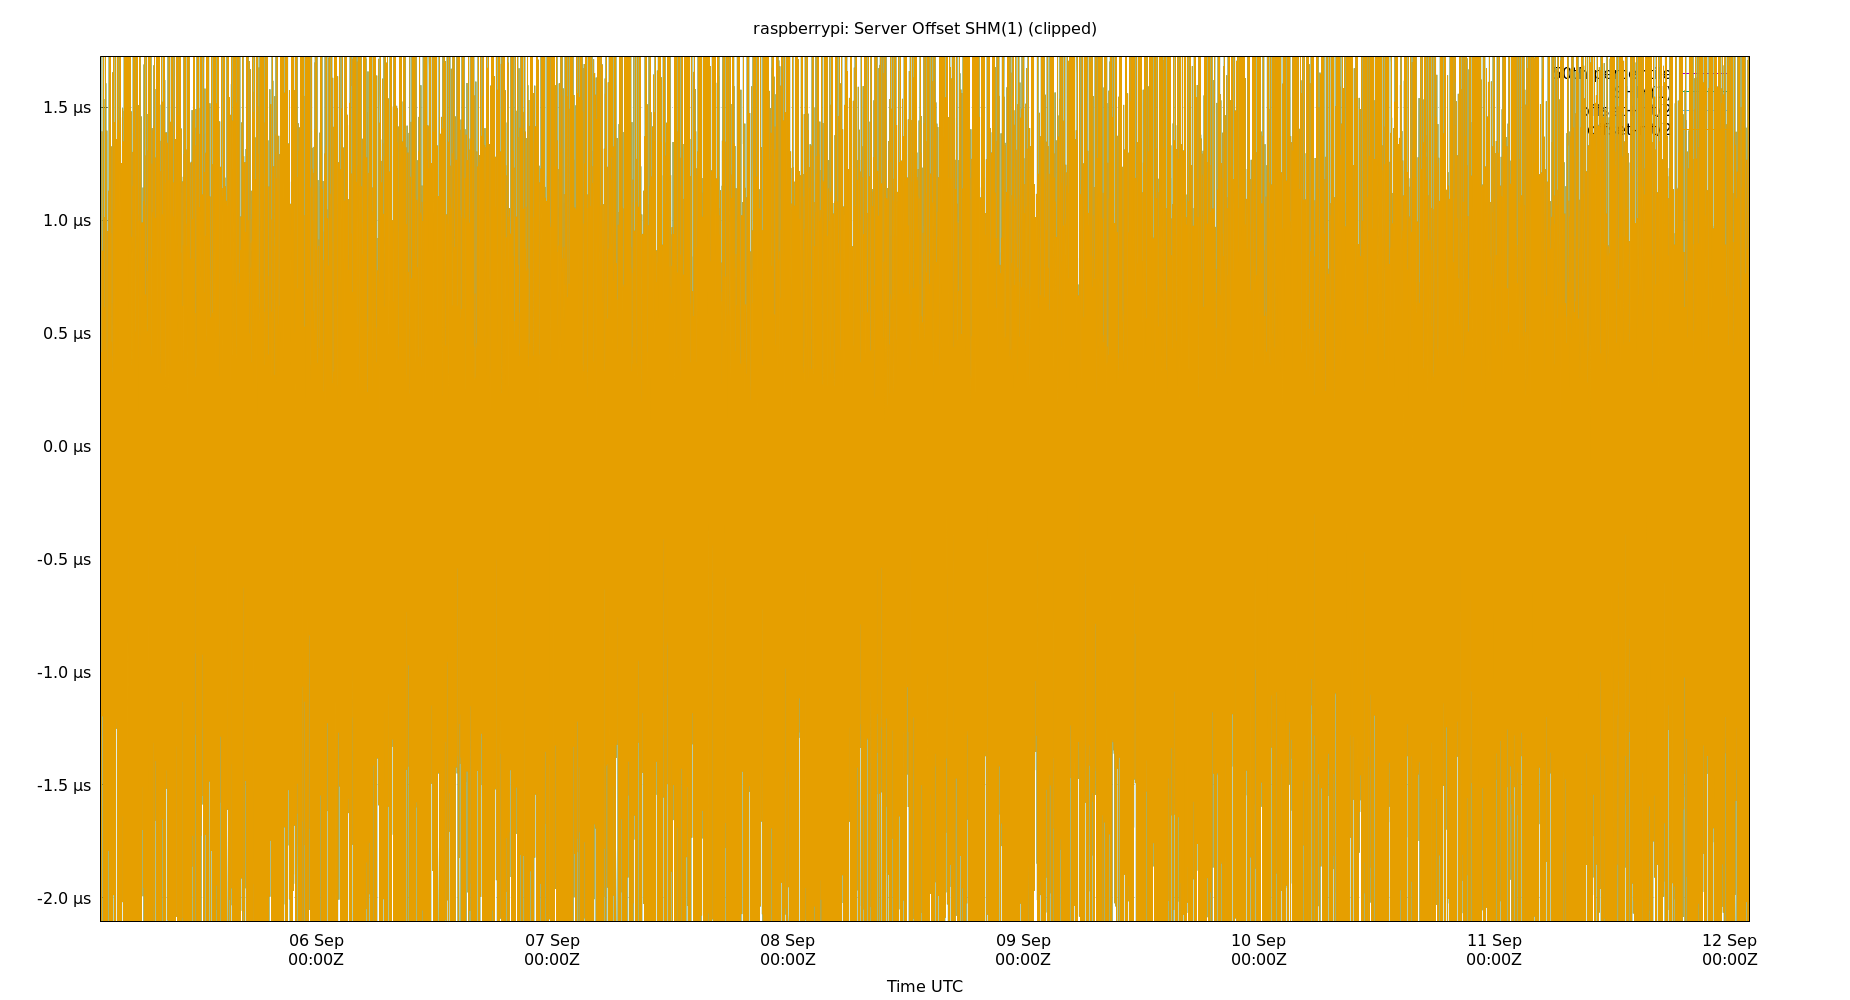 raspberrypi: Server Offset SHM(1) (clipped)
1.5 µs
1.0 µs
0.5 µs
0.0 µs
-0.5 µs
-1.0 µs
-1.5 µs
-2.0 µs
06 Sep 07 Sep 08 Sep 09 Sep 10 Sep 11 Sep 12 Sep
00:00Z 00:00Z 00:00Z 00:00Z 00:00Z 00:00Z 00:00Z
Time UTC